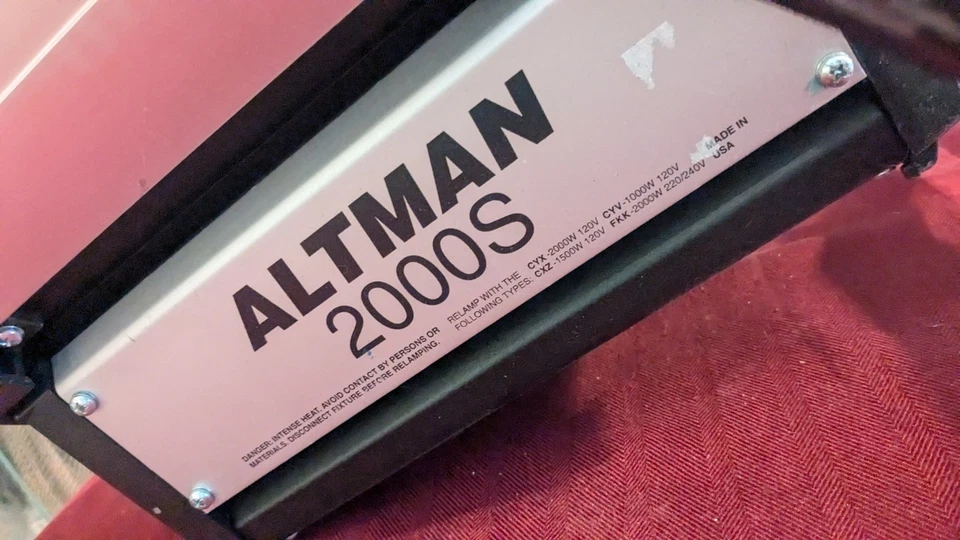 ALTMAN
2000S
DANGER: INTENSE HEAT. AVOID CONTACT BY PERSONS OR
MATERIALS. DISCONNECT FIXTURE BEFORE RELAMPING.
RELAMP WITH THE
FOLLOWING TYPES:
CYX-2000W 120V CYV-1000W 120V
CXZ-1500W 120V FKK-2000W 220/240V
MADE IN
USA